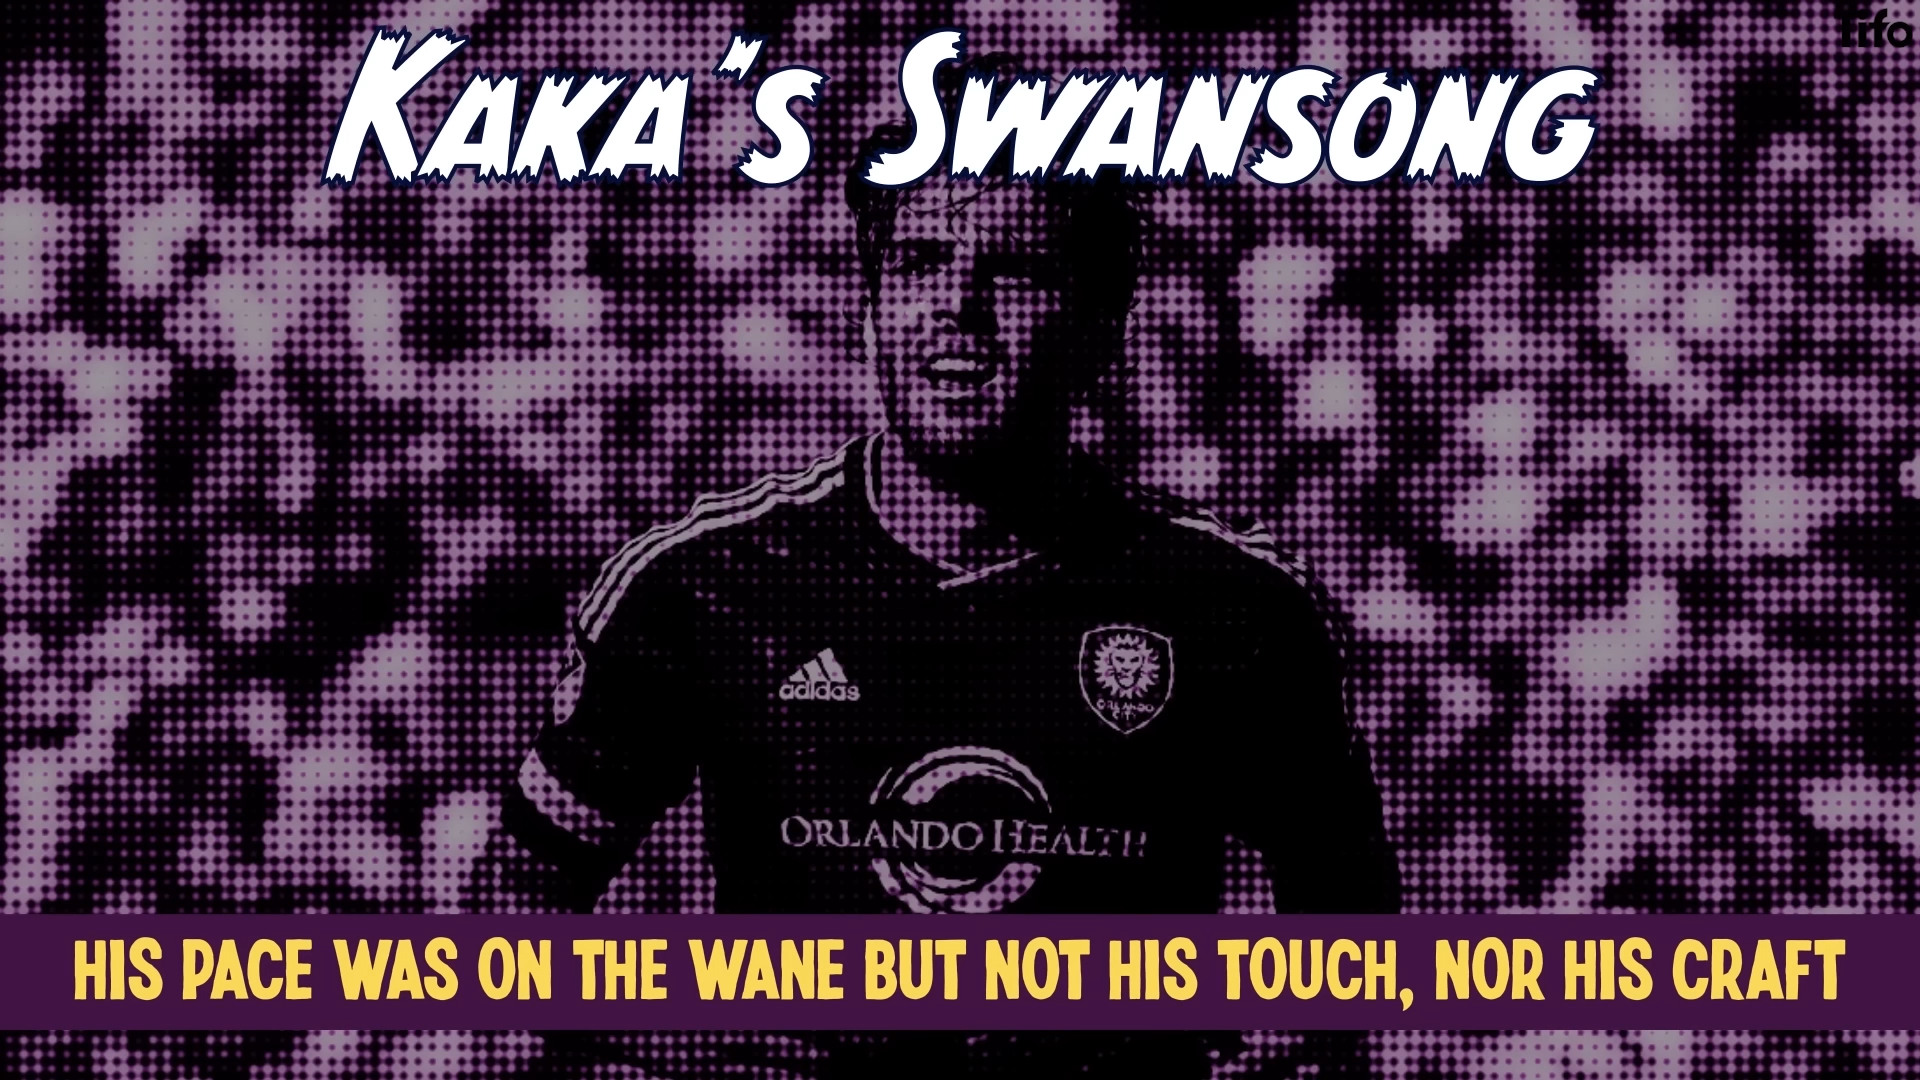 Kaka's Swansong
tifo
adidas
ORLANDO
CITY
ORLANDO HEALTH
HIS PACE WAS ON THE WANE BUT NOT HIS TOUCH, NOR HIS CRAFT